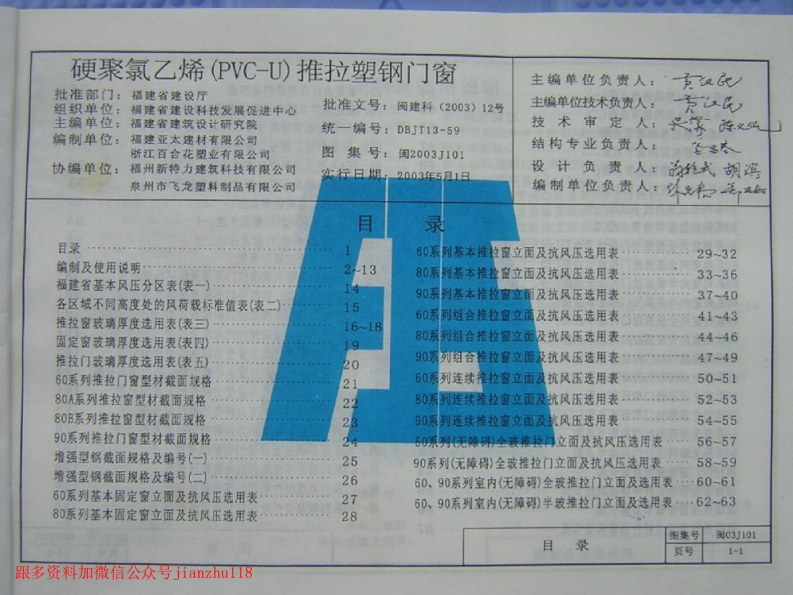 硬聚氯乙烯(PVC-U)推拉塑钢门窗
批准部门：福建省建设厅
组织单位：福建省建设科技发展促进中心
主编单位：福建省建筑设计研究院
编制单位：福建亚太建材有限公司
浙江百合花塑业有限公司
协编单位：福州新特力建筑科技有限公司
泉州市飞龙塑料制品有限公司
批准文号：闽建科（2003）12号
统一编号：DBJT13-59
图集号：闽2003J101
实行日期：2003年5月1日
主编单位负责人：
主编单位技术负责人：
技术审定人：
结构专业负责人：
设计负责人：
编制单位负责人：
目 录
目录 1
编制及使用说明 2~13
福建省基本风压分区表(表一) 14
各区域不同高度处的风荷载标准值表(表二) 15
推拉窗玻璃厚度选用表(表三) 16~18
固定窗玻璃厚度选用表(表四) 19
推拉门玻璃厚度选用表(表五) 20
60系列推拉门窗型材截面规格 21
80A系列推拉窗型材截面规格 22
80B系列推拉窗型材截面规格 23
90系列推拉门窗型材截面规格 24
增强型钢截面规格及编号(一) 25
增强型钢截面规格及编号(二) 26
60系列基本固定窗立面及抗风压选用表 27
80系列基本固定窗立面及抗风压选用表 28
60系列基本推拉窗立面及抗风压选用表 29~32
80系列基本推拉窗立面及抗风压选用表 33~36
90系列基本推拉窗立面及抗风压选用表 37~40
60系列组合推拉窗立面及抗风压选用表 41~43
80系列组合推拉窗立面及抗风压选用表 44~46
90系列组合推拉窗立面及抗风压选用表 47~49
60系列连续推拉窗立面及抗风压选用表 50~51
80系列连续推拉窗立面及抗风压选用表 52~53
90系列连续推拉窗立面及抗风压选用表 54~55
60系列(无障碍)全玻推拉门立面及抗风压选用表 56~57
90系列(无障碍)全玻推拉门立面及抗风压选用表 58~59
60、90系列室内(无障碍)全玻推拉门立面及选用表 60~61
60、90系列室内(无障碍)半玻推拉门立面及选用表 62~63
目 录
图集号 闽03J101
页号 1-1
跟多资料加微信公众号jianzhu118